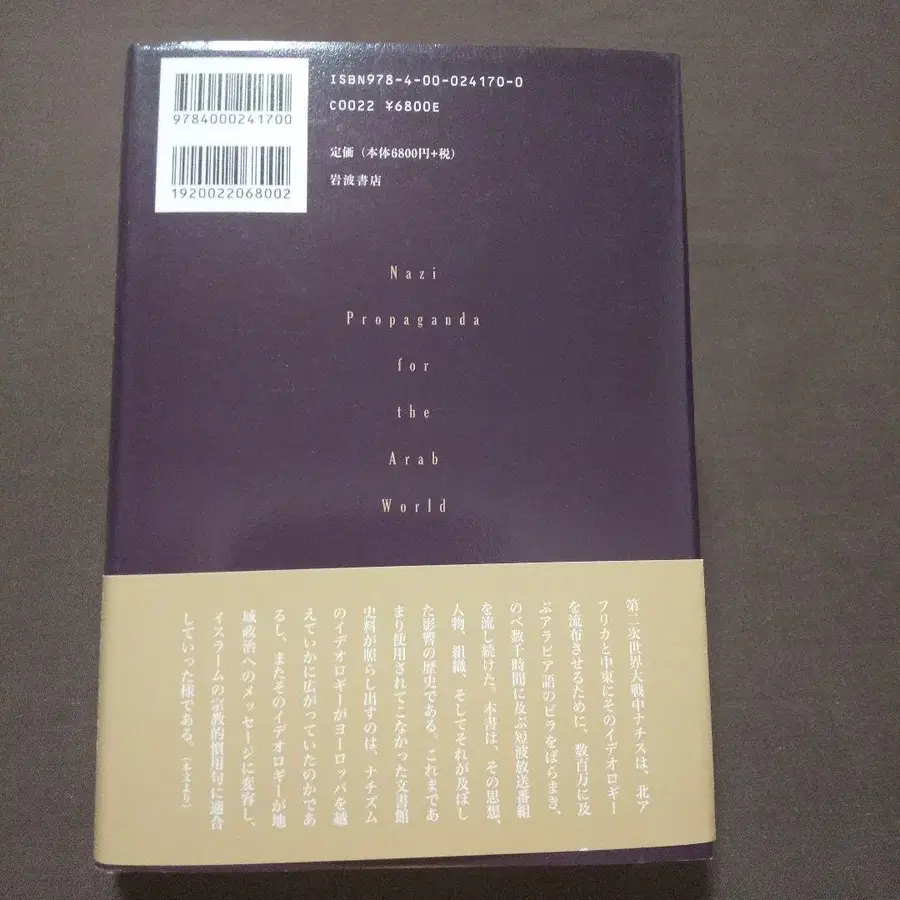 ISBN978-4-00-024170-0
C0022 ¥6800E
9784000241700
定価（本体6800円+税）
1920022068002
岩波書店
Nazi
Propaganda
for
the
Arab
World
第二次世界大戦中ナチスは、北ア
フリカと中東にそのイデオロギー
を流布させるために、数百万に及
ぶアラビア語のビラをばらまき、
のべ数千時間に及ぶ短波放送番組
を流し続けた。本書は、その思想、
人物、組織、そしてそれが及ぼし
た影響の歴史である。これまであ
まり使用されてこなかった文書館
史料が照らし出すのは、ナチズム
のイデオロギーがヨーロッパを越
えていかに広がっていたのかであ
るし、またそのイデオロギーが地
域政治へのメッセージに変容し、
イスラームの宗教的慣用句に適合
していった様である。（本文より）